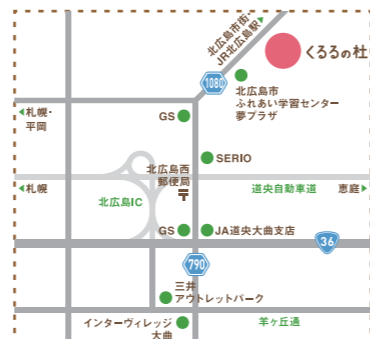 北広島市街・
JR北広島駅
くるるの杜
1080
北広島市
ふれあい学習センター
夢プラザ
札幌・
平岡
GS
SERIO
北広島西
郵便局
札幌
道央自動車道
恵庭
北広島IC
GS
JA道央大曲支店
36
790
三井
アウトレットパーク
インターヴィレッジ
大曲
羊ヶ丘通